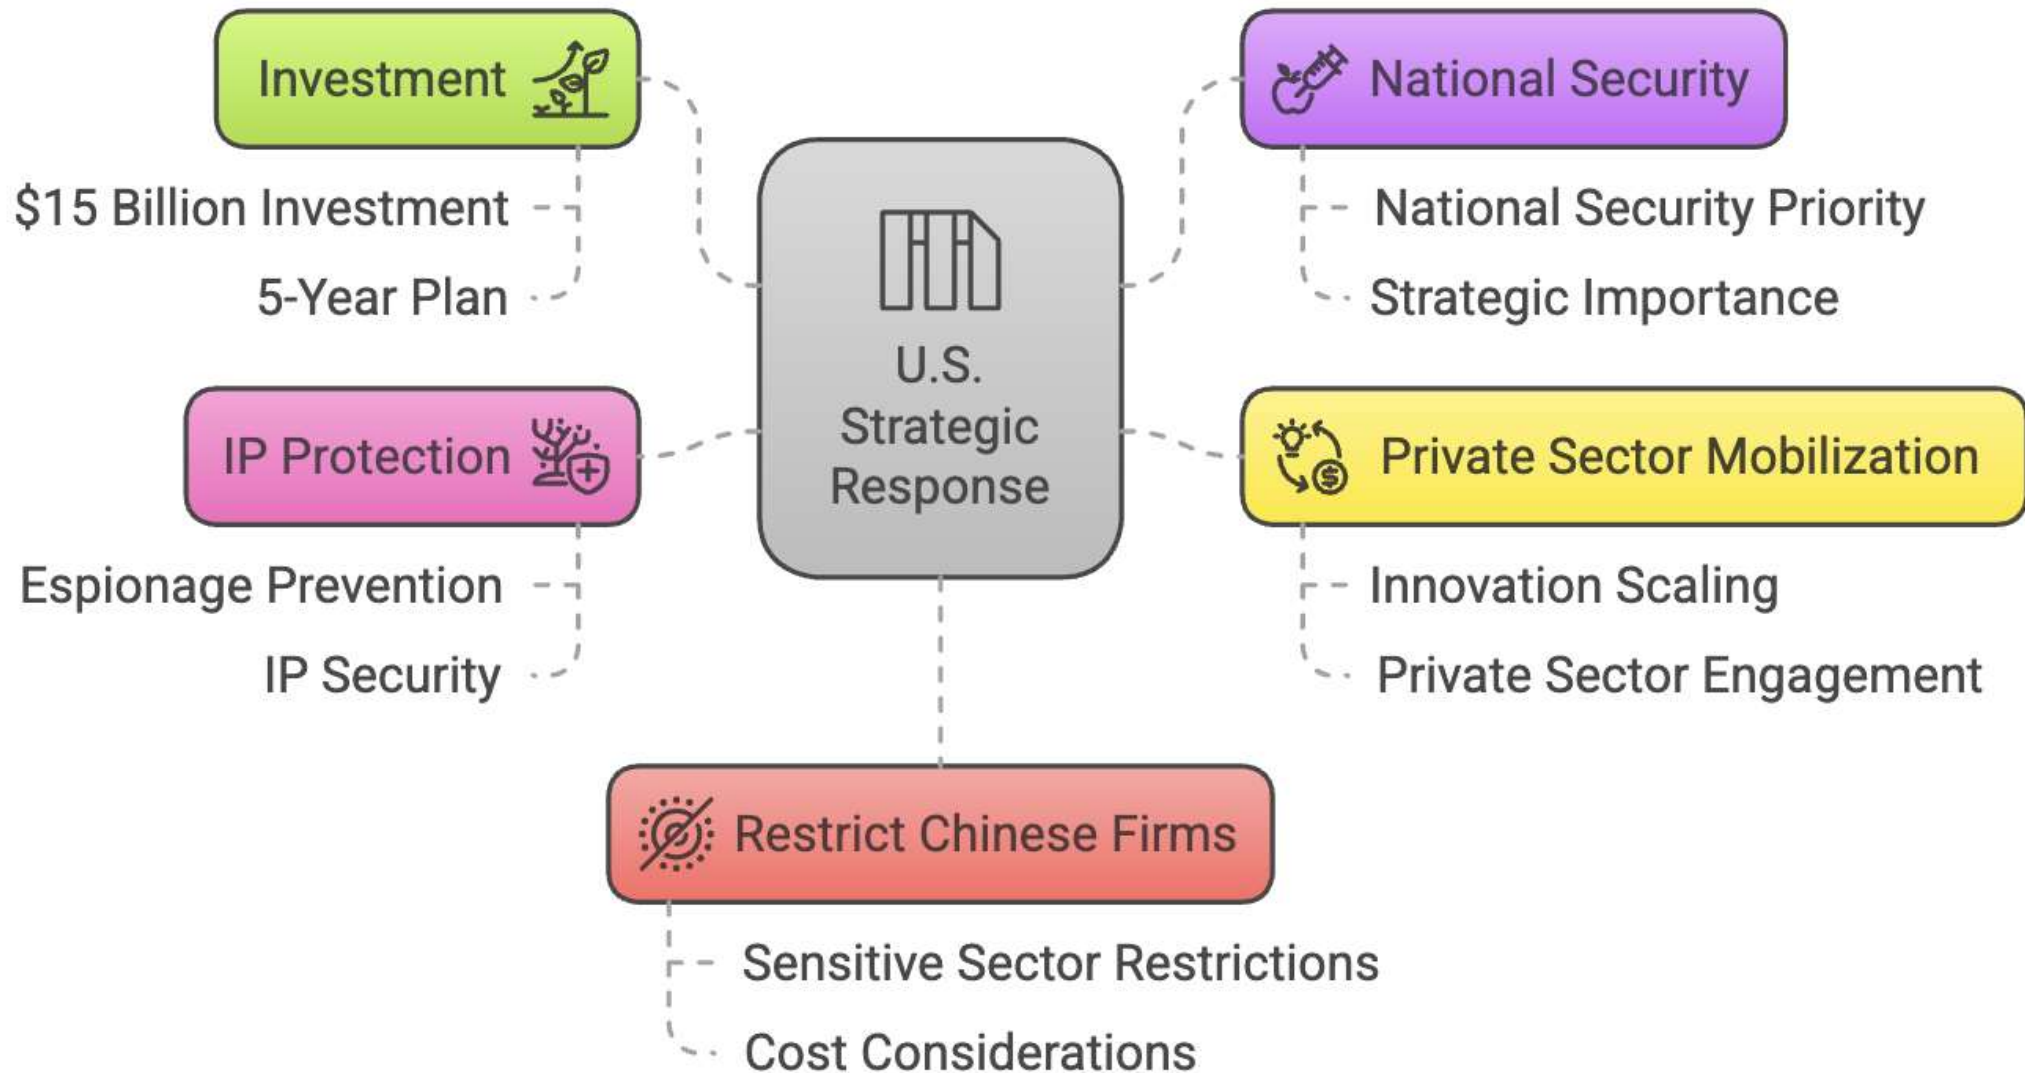 Investment
$15 Billion Investment
5-Year Plan
IP Protection
Espionage Prevention
IP Security
U.S.
Strategic
Response
National Security
National Security Priority
Strategic Importance
Private Sector Mobilization
Innovation Scaling
Private Sector Engagement
Restrict Chinese Firms
Sensitive Sector Restrictions
Cost Considerations